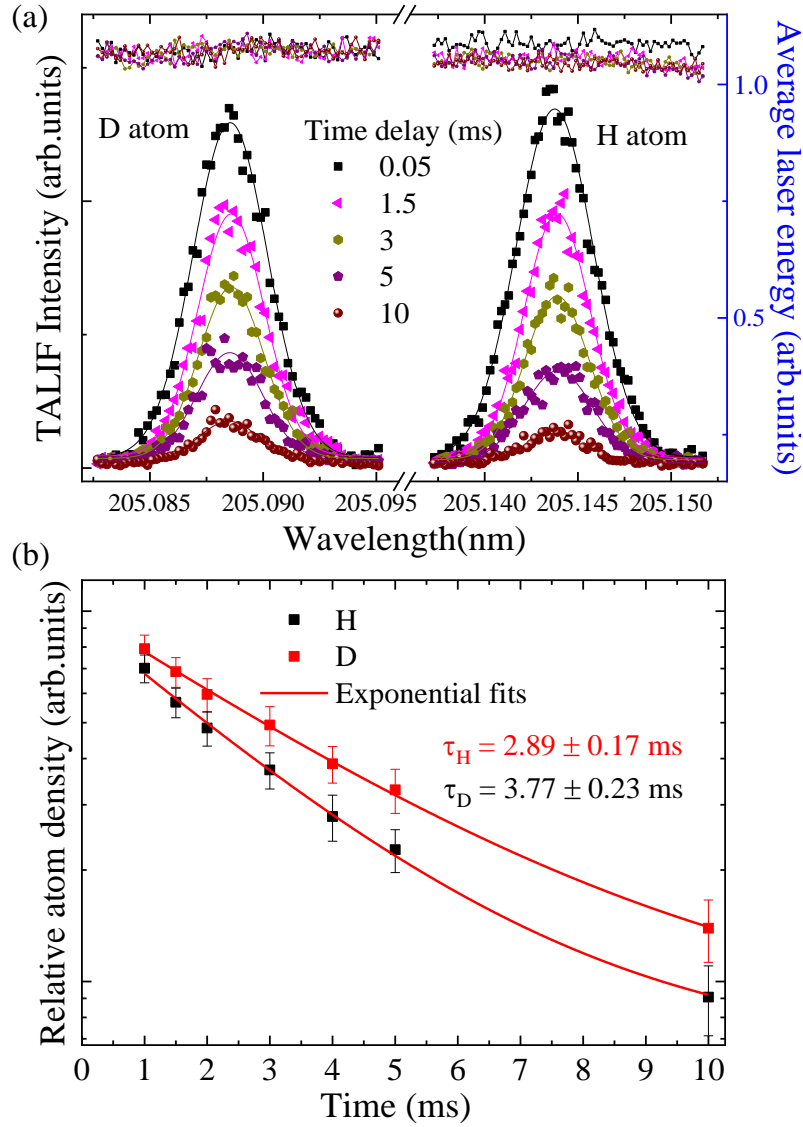 (a)
TALIF Intensity (arb.units)
D atom
Time delay (ms)
0.05
1.5
3
5
10
H atom
1.0
0.5
Average laser energy (arb.units)
205.085 205.090 205.095 205.140 205.145 205.150
Wavelength(nm)
(b)
Relative atom density (arb.units)
H
D
Exponential fits
τH = 2.89 ± 0.17 ms
τD = 3.77 ± 0.23 ms
0 1 2 3 4 5 6 7 8 9 10
Time (ms)